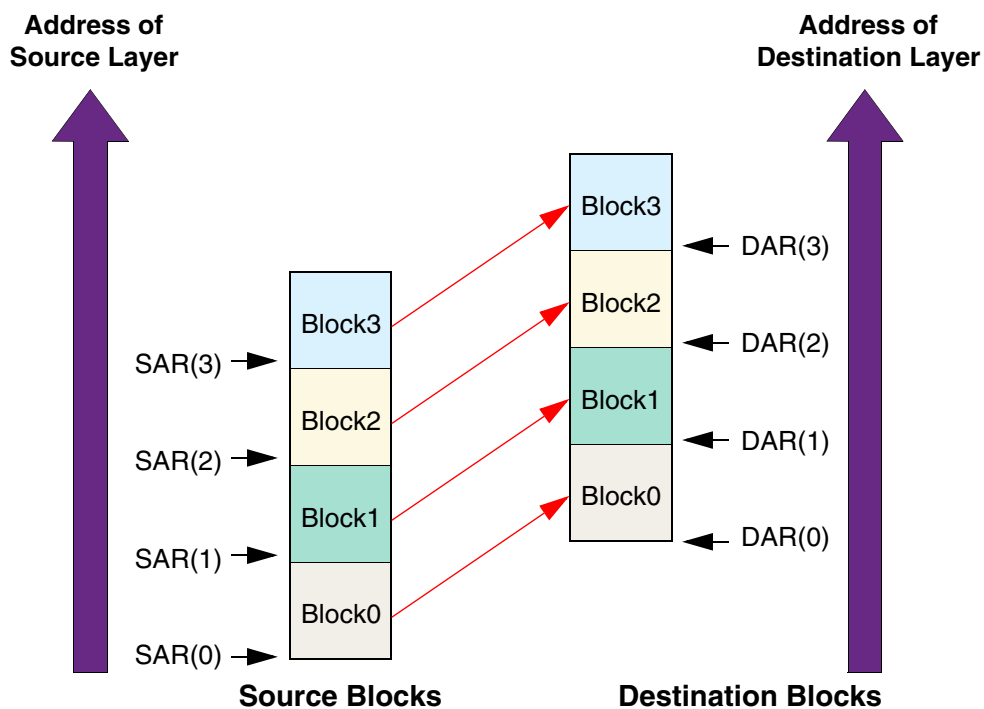 Address of
Source Layer
Address of
Destination Layer
Block3
Block2
Block1
Block0
SAR(3)
SAR(2)
SAR(1)
SAR(0)
Source Blocks
Block3
Block2
Block1
Block0
DAR(3)
DAR(2)
DAR(1)
DAR(0)
Destination Blocks